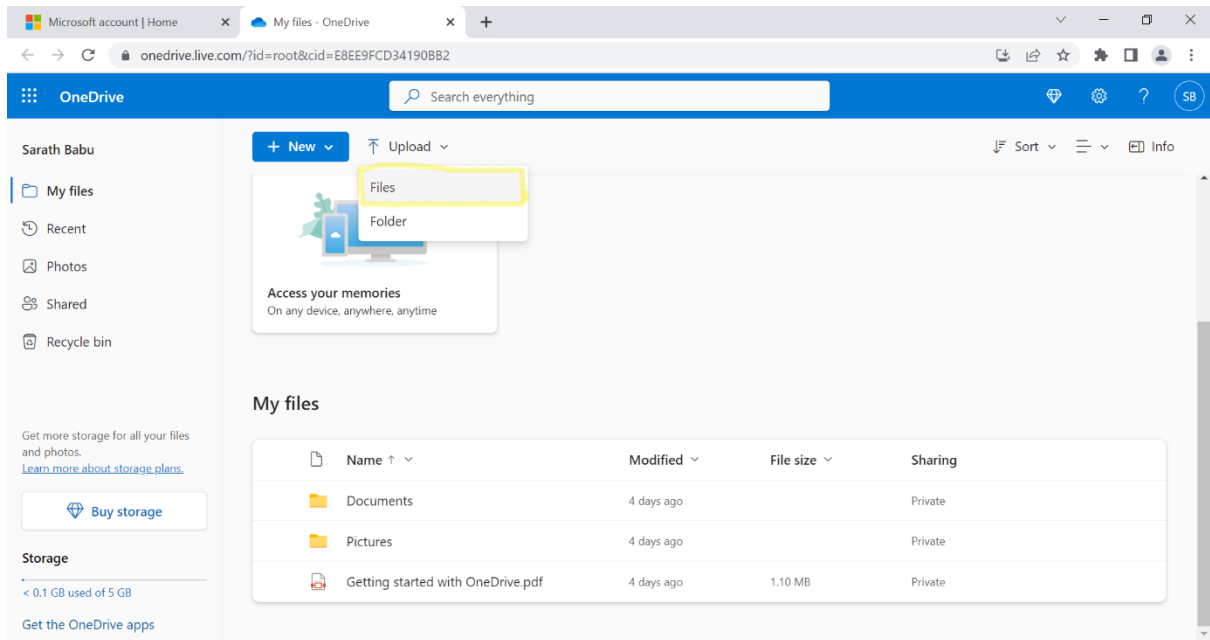 Microsoft account | Home
My files - OneDrive
onedrive.live.com/?id=root&cid=E8EE9FCD34190BB2
OneDrive
Search everything
SB
Sarath Babu
My files
Recent
Photos
Shared
Recycle bin
Get more storage for all your files
and photos.
Learn more about storage plans.
Buy storage
Storage
< 0.1 GB used of 5 GB
Get the OneDrive apps
+ New
Upload
Sort
Info
Files
Folder
Access your memories
On any device, anywhere, anytime
My files
Name ↑ Modified File size Sharing
Documents 4 days ago Private
Pictures 4 days ago Private
Getting started with OneDrive.pdf 4 days ago 1.10 MB Private